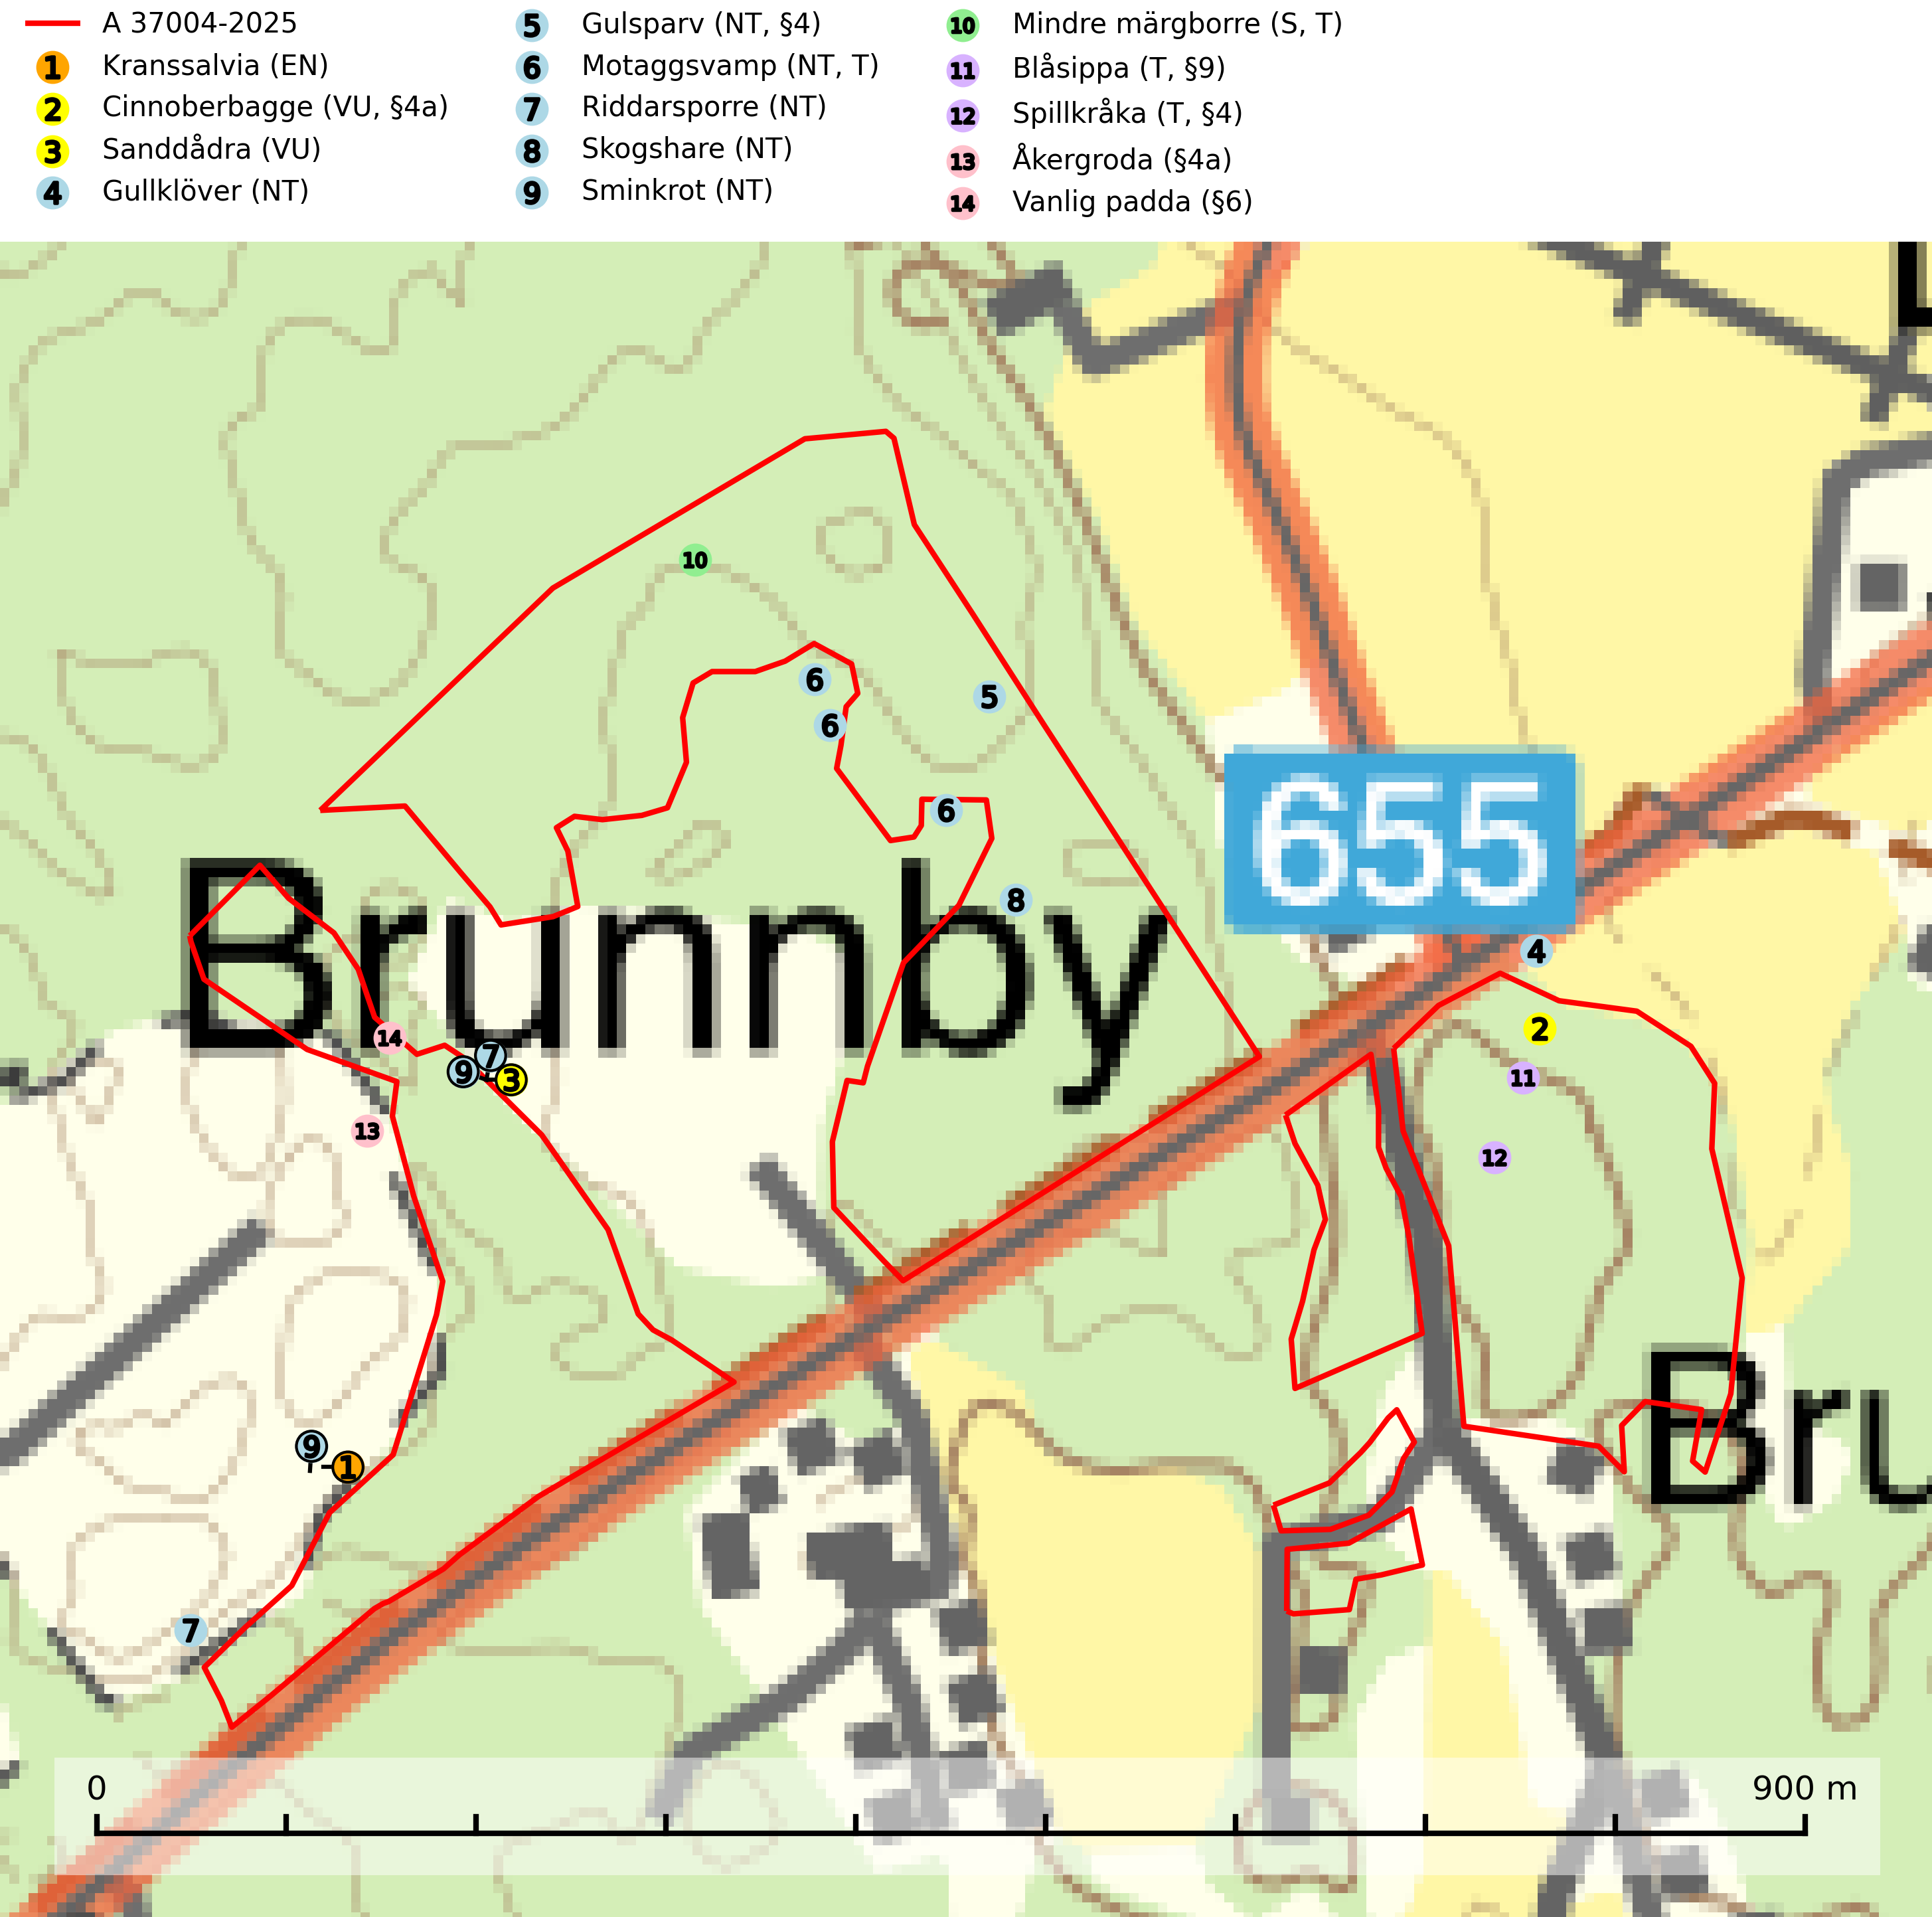 A 37004-2025
1 Kranssalvia (EN)
2 Cinnoberbagge (VU, §4a)
3 Sanddådra (VU)
4 Gullklöver (NT)
5 Gulsparv (NT, §4)
6 Motaggsvamp (NT, T)
7 Riddarsporre (NT)
8 Skogshare (NT)
9 Sminkrot (NT)
10 Mindre märgborre (S, T)
11 Blåsippa (T, §9)
12 Spillkråka (T, §4)
13 Åkergroda (§4a)
14 Vanlig padda (§6)
10
6
5
6
6
655
8
4
Brunnby
2
14
7
9
3
11
13
12
Bru
9
1
7
0
900 m